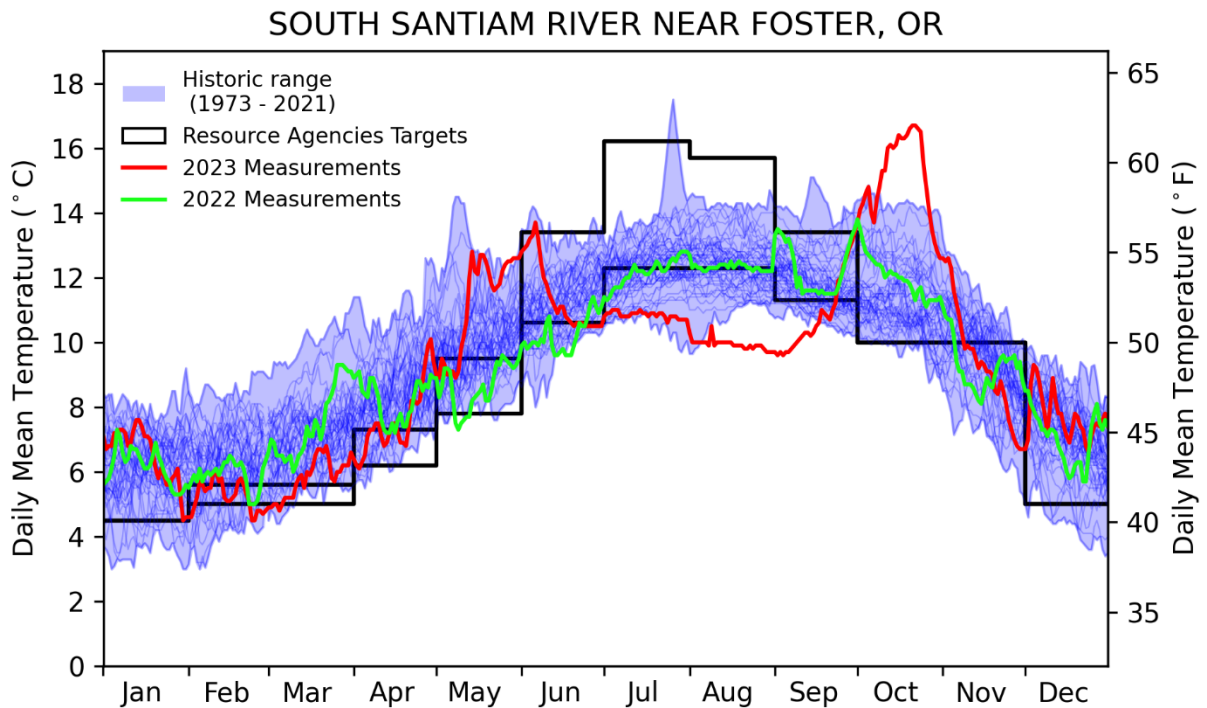 SOUTH SANTIAM RIVER NEAR FOSTER, OR
Historic range
(1973 - 2021)
Resource Agencies Targets
2023 Measurements
2022 Measurements
Daily Mean Temperature (°C)
18
16
14
12
10
8
6
4
2
0
Daily Mean Temperature (°F)
65
60
55
50
45
40
35
Jan Feb Mar Apr May Jun Jul Aug Sep Oct Nov Dec